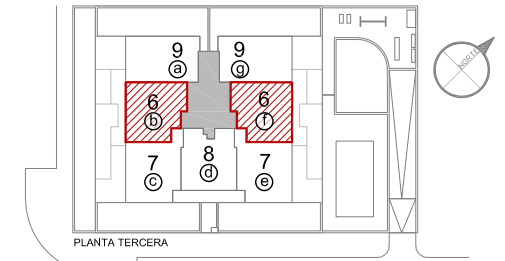 9 9
a g
NORTE
6 6
b f
7 8 7
c d e
PLANTA TERCERA